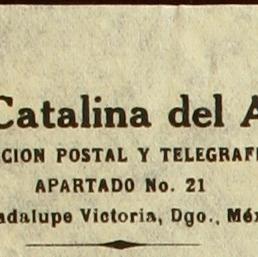 Catalina del A
CION POSTAL Y TELEGRAF
APARTADO No. 21
adalupe Victoria, Dgo., Méx